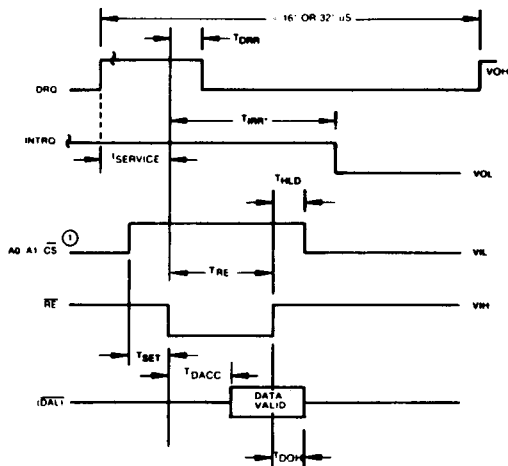 16* OR 32* µS
TDRR
DRQ
VOH
TIRR*
INTRQ
tSERVICE
VOL
THLD
A0 A1 CS 1
VIL
TRE
RE
VIH
TSET
TDACC
(DAL)
DATA
VALID
TDOH